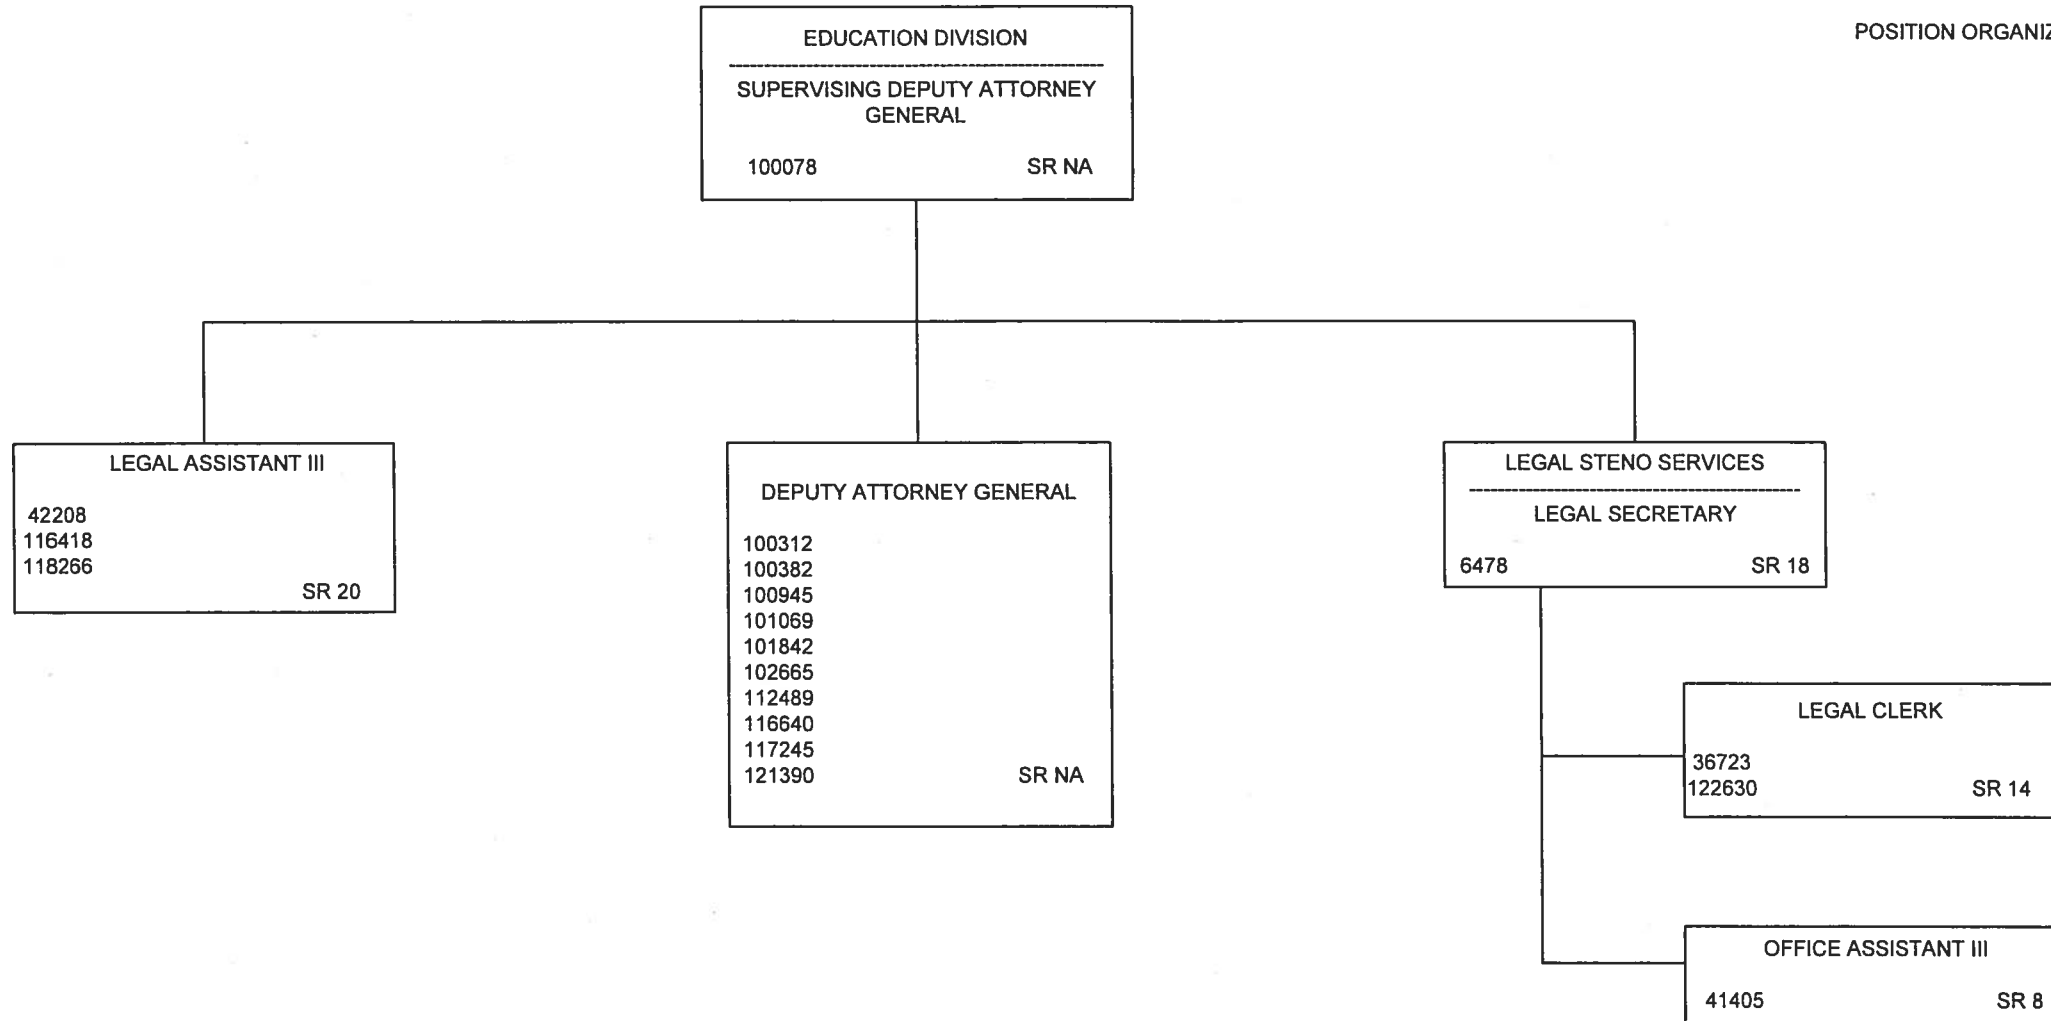 POSITION ORGANIZ
EDUCATION DIVISION
SUPERVISING DEPUTY ATTORNEY
GENERAL
100078 SR NA
LEGAL ASSISTANT III
42208
116418
118266
SR 20
DEPUTY ATTORNEY GENERAL
100312
100382
100945
101069
101842
102665
112489
116640
117245
121390 SR NA
LEGAL STENO SERVICES
LEGAL SECRETARY
6478 SR 18
LEGAL CLERK
36723
122630 SR 14
OFFICE ASSISTANT III
41405 SR 8